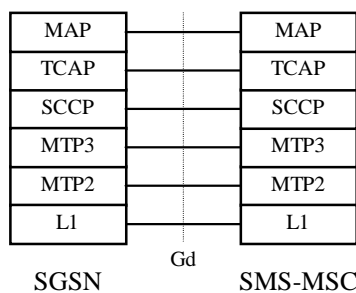 MAP MAP
TCAP TCAP
SCCP SCCP
MTP3 MTP3
MTP2 MTP2
L1 L1
Gd
SGSN SMS-MSC